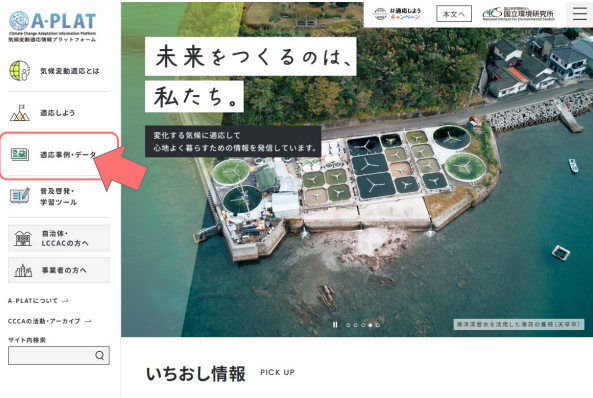 A-PLAT
Climate Change Adaptation Information Platform
気候変動適応情報プラットフォーム
気候変動適応とは
適応しよう
適応事例・データ
普及啓発・
学習ツール
自治体・
LCCACの方へ
事業者の方へ
A-PLATについて →
CCCAの活動・アーカイブ →
サイト内検索
#適応しよう
キャンペーン
本文へ
国立研究開発法人
国立環境研究所
National Institute for Environmental Studies
未来をつくるのは、
私たち。
変化する気候に適応して
心地よく暮らすための情報を発信しています。
海洋深層水を活用した海苔の養殖（天草市）
いちおし情報 PICK UP